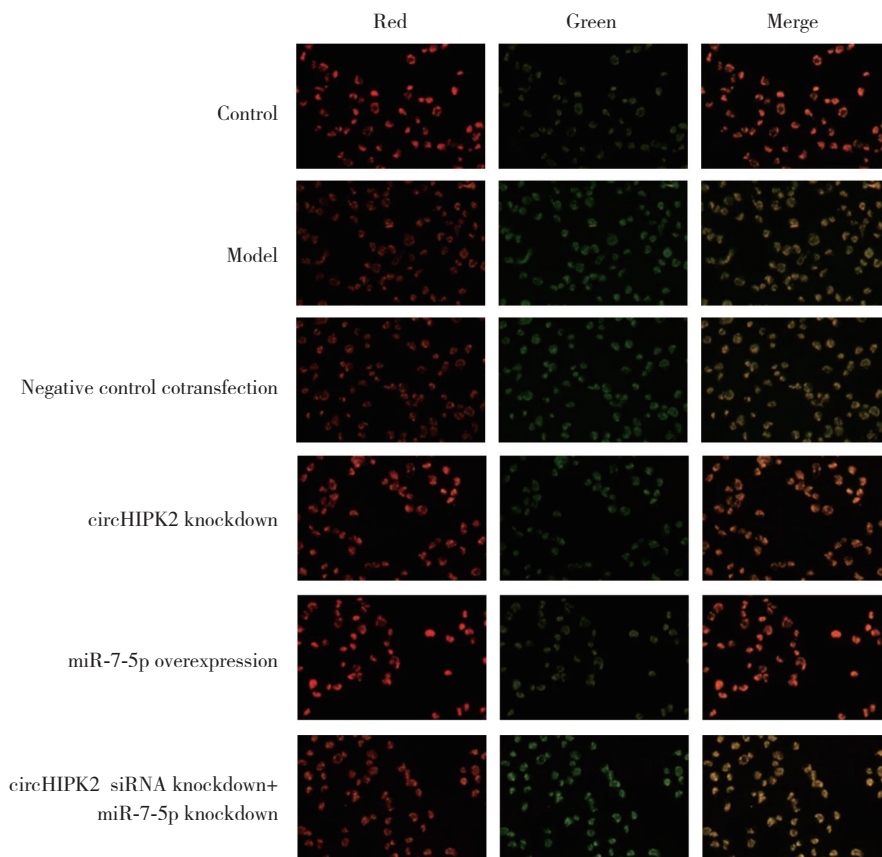 Red Green Merge
Control
Model
Negative control cotransfection
circHIPK2 knockdown
miR-7-5p overexpression
circHIPK2 siRNA knockdown+
miR-7-5p knockdown